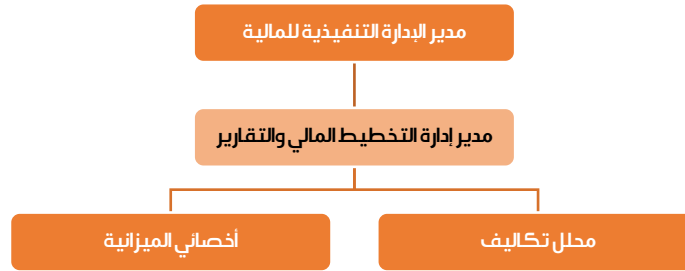 مدير الإدارة التنفيذية للمالية
مدير إدارة التخطيط المالي والتقارير
محلل تكاليف
أخصائي الميزانية